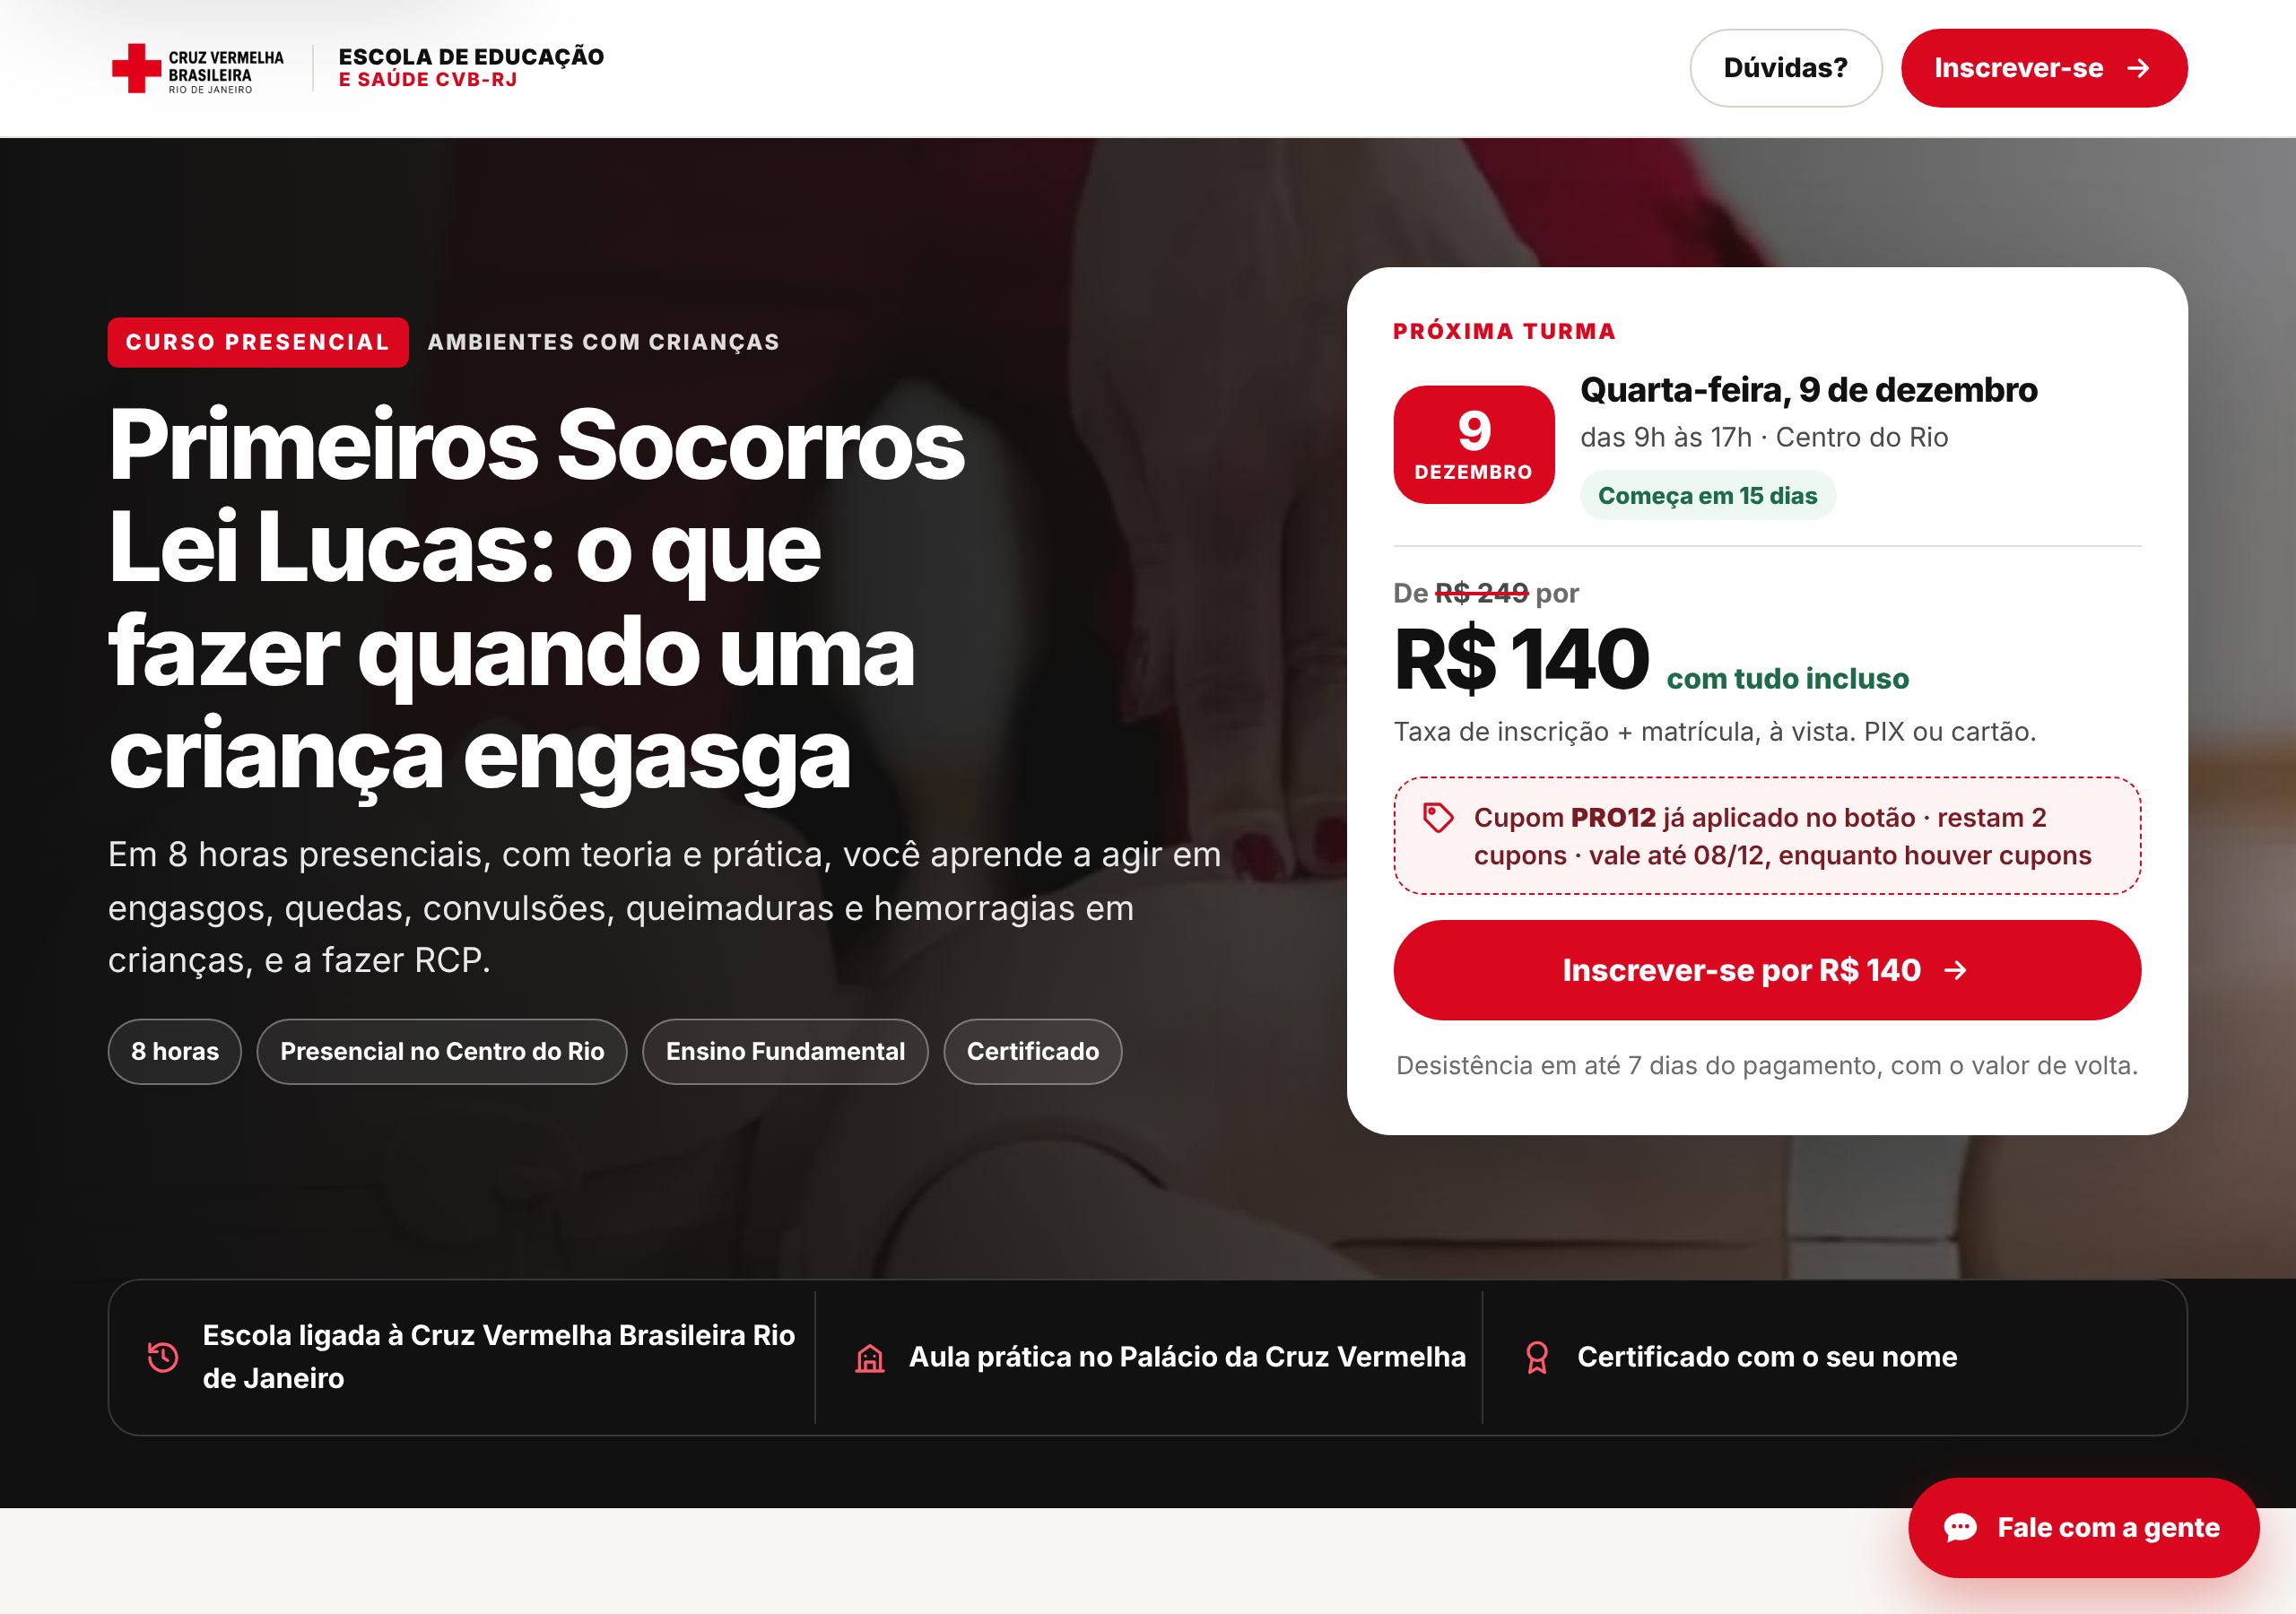 CRUZ VERMELHA
BRASILEIRA
RIO DE JANEIRO
ESCOLA DE EDUCAÇÃO
E SAÚDE CVB-RJ
Dúvidas?
Inscrever-se
CURSO PRESENCIAL
AMBIENTES COM CRIANÇAS
Primeiros Socorros
Lei Lucas: o que
fazer quando uma
criança engasga
Em 8 horas presenciais, com teoria e prática, você aprende a agir em
engasgos, quedas, convulsões, queimaduras e hemorragias em
crianças, e a fazer RCP.
8 horas
Presencial no Centro do Rio
Ensino Fundamental
Certificado
PRÓXIMA TURMA
9
DEZEMBRO
Quarta-feira, 9 de dezembro
das 9h às 17h · Centro do Rio
Começa em 15 dias
De R$ 249 por
R$ 140 com tudo incluso
Taxa de inscrição + matrícula, à vista. PIX ou cartão.
Cupom PRO12 já aplicado no botão · restam 2
cupons · vale até 08/12, enquanto houver cupons
Inscrever-se por R$ 140
Desistência em até 7 dias do pagamento, com o valor de volta.
Escola ligada à Cruz Vermelha Brasileira Rio
de Janeiro
Aula prática no Palácio da Cruz Vermelha
Certificado com o seu nome
Fale com a gente